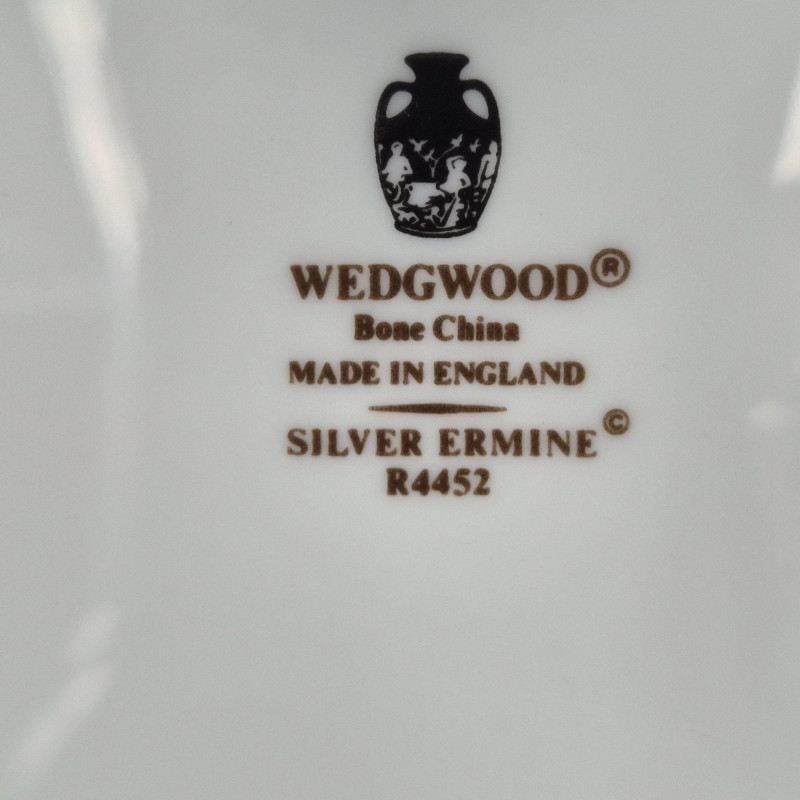 WEDGWOOD®
Bone China
MADE IN ENGLAND
SILVER ERMINE©
R4452